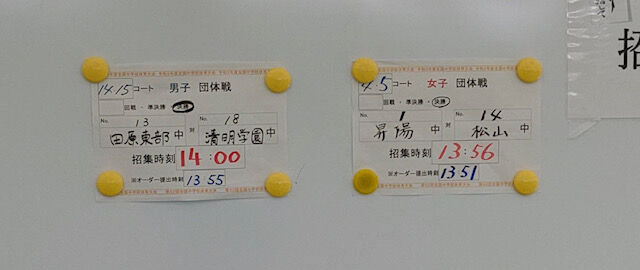 14.15 コート 男子 団体戦
回戦・準決勝・決勝
No. 13 対 No. 18
田原東部 中 清明学園 中
招集時刻 14:00
※オーダー提出時刻 13 55
4.5 コート 女子 団体戦
回戦・準決勝・決勝
No. 1 対 No. 14
昇陽 中 松山 中
招集時刻 13:56
※オーダー提出時刻 13 51
招